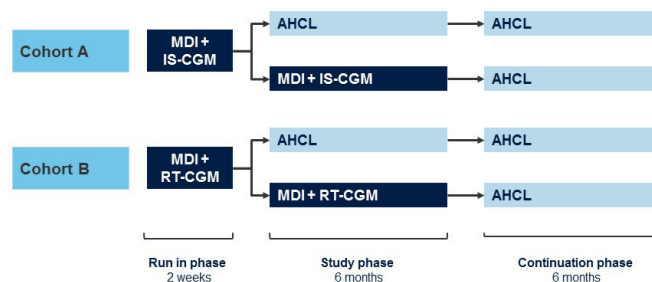 Cohort A
MDI +
IS-CGM
AHCL
AHCL
MDI + IS-CGM
AHCL
Cohort B
MDI +
RT-CGM
AHCL
AHCL
MDI + RT-CGM
AHCL
Run in phase
2 weeks
Study phase
6 months
Continuation phase
6 months